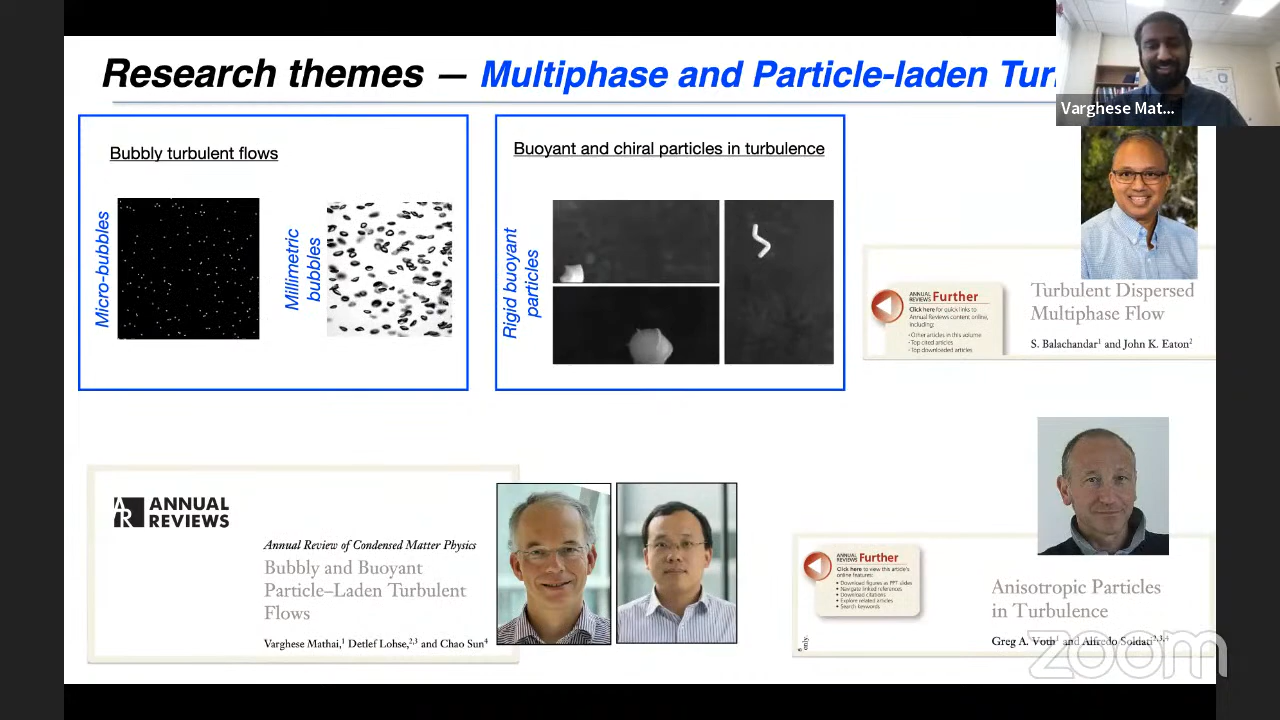 Research themes — Multiphase and Particle-laden Tur
Varghese Mat...
Bubbly turbulent flows
Micro-bubbles
Millimetric
bubbles
Buoyant and chiral particles in turbulence
Rigid buoyant
particles
ANNUAL
REVIEWS Further
Click here for quick links to
Annual Reviews content online,
including:
• Other articles in this volume
• Top cited articles
• Top downloaded articles
Turbulent Dispersed
Multiphase Flow
S. Balachandar¹ and John K. Eaton²
AR ANNUAL
REVIEWS
Annual Review of Condensed Matter Physics
Bubbly and Buoyant
Particle–Laden Turbulent
Flows
Varghese Mathai,¹ Detlef Lohse,²,³ and Chao Sun⁴
ANNUAL
REVIEWS Further
Click here to view this article's
online features:
• Download figures as PPT slides
• Navigate linked references
• Download citations
• Explore related articles
• Search keywords
only.
Anisotropic Particles
in Turbulence
Greg A. Voth¹ and Alfredo Soldati²,³,⁴
zoom